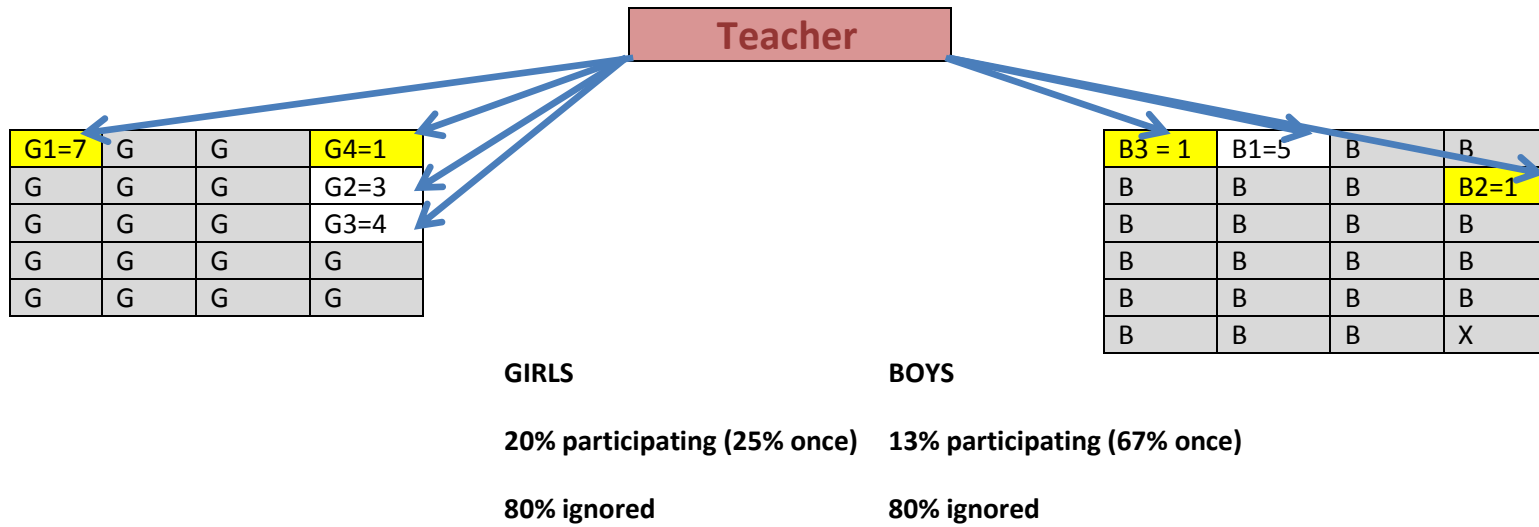 Teacher
G1=7 G G G4=1
G G G G2=3
G G G G3=4
G G G G
G G G G
B3 = 1 B1=5 B B
B B B B2=1
B B B B
B B B B
B B B B
B B B X
GIRLS BOYS
20% participating (25% once) 13% participating (67% once)
80% ignored 80% ignored